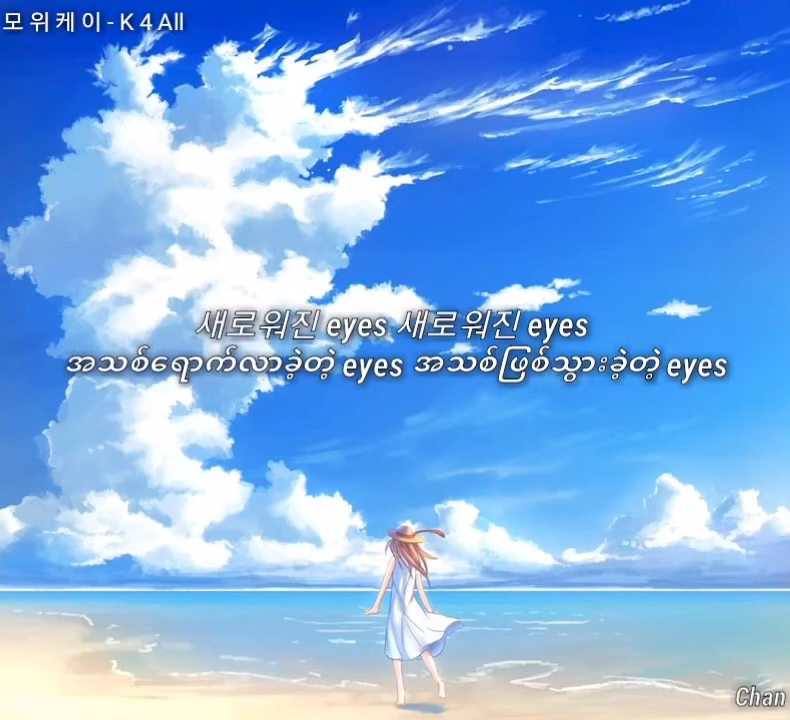 모 위 케 이 - K 4 All
새로워진 eyes 새로워진 eyes
အသစ်ရောက်လာခဲ့တဲ့ eyes အသစ်ဖြစ်သွားခဲ့တဲ့ eyes
Chan